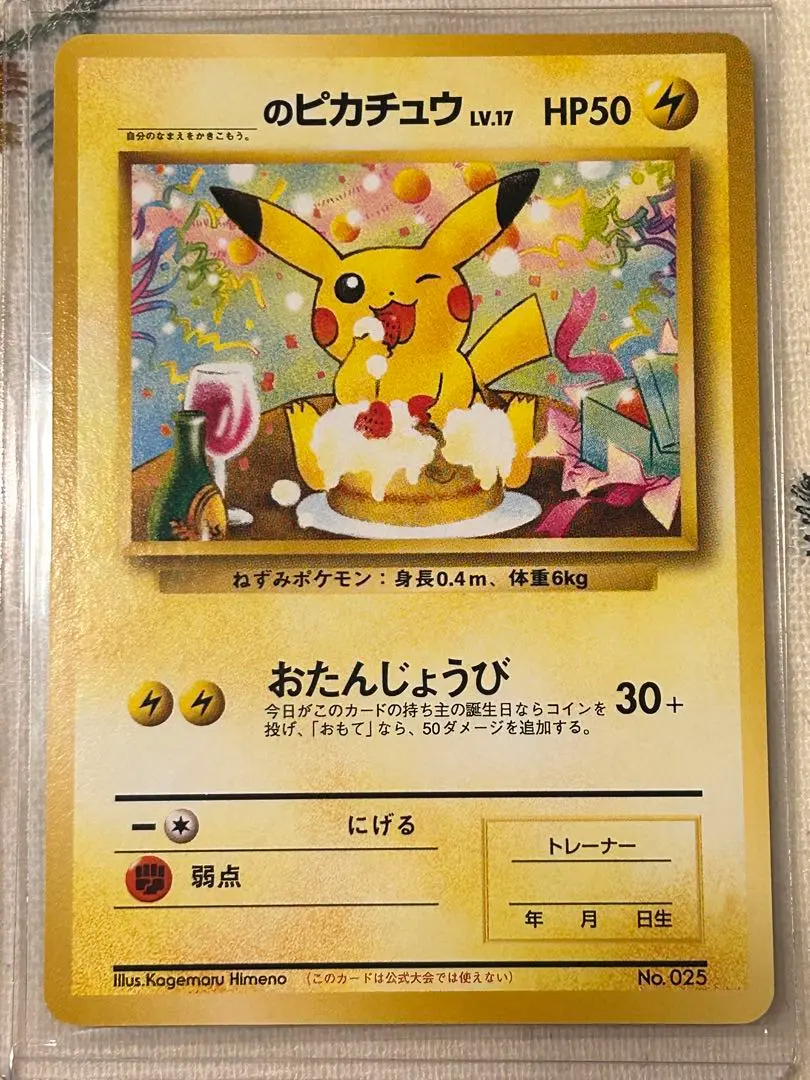 のピカチュウ LV.17 HP50
自分のなまえをかきこもう。
ねずみポケモン：身長0.4m、体重6kg
おたんじょうび 30+
今日がこのカードの持ち主の誕生日ならコインを
投げ、「おもて」なら、50ダメージを追加する。
にげる
弱点
トレーナー
年 月 日生
Illus.Kagemaru Himeno （このカードは公式大会では使えない） No.025